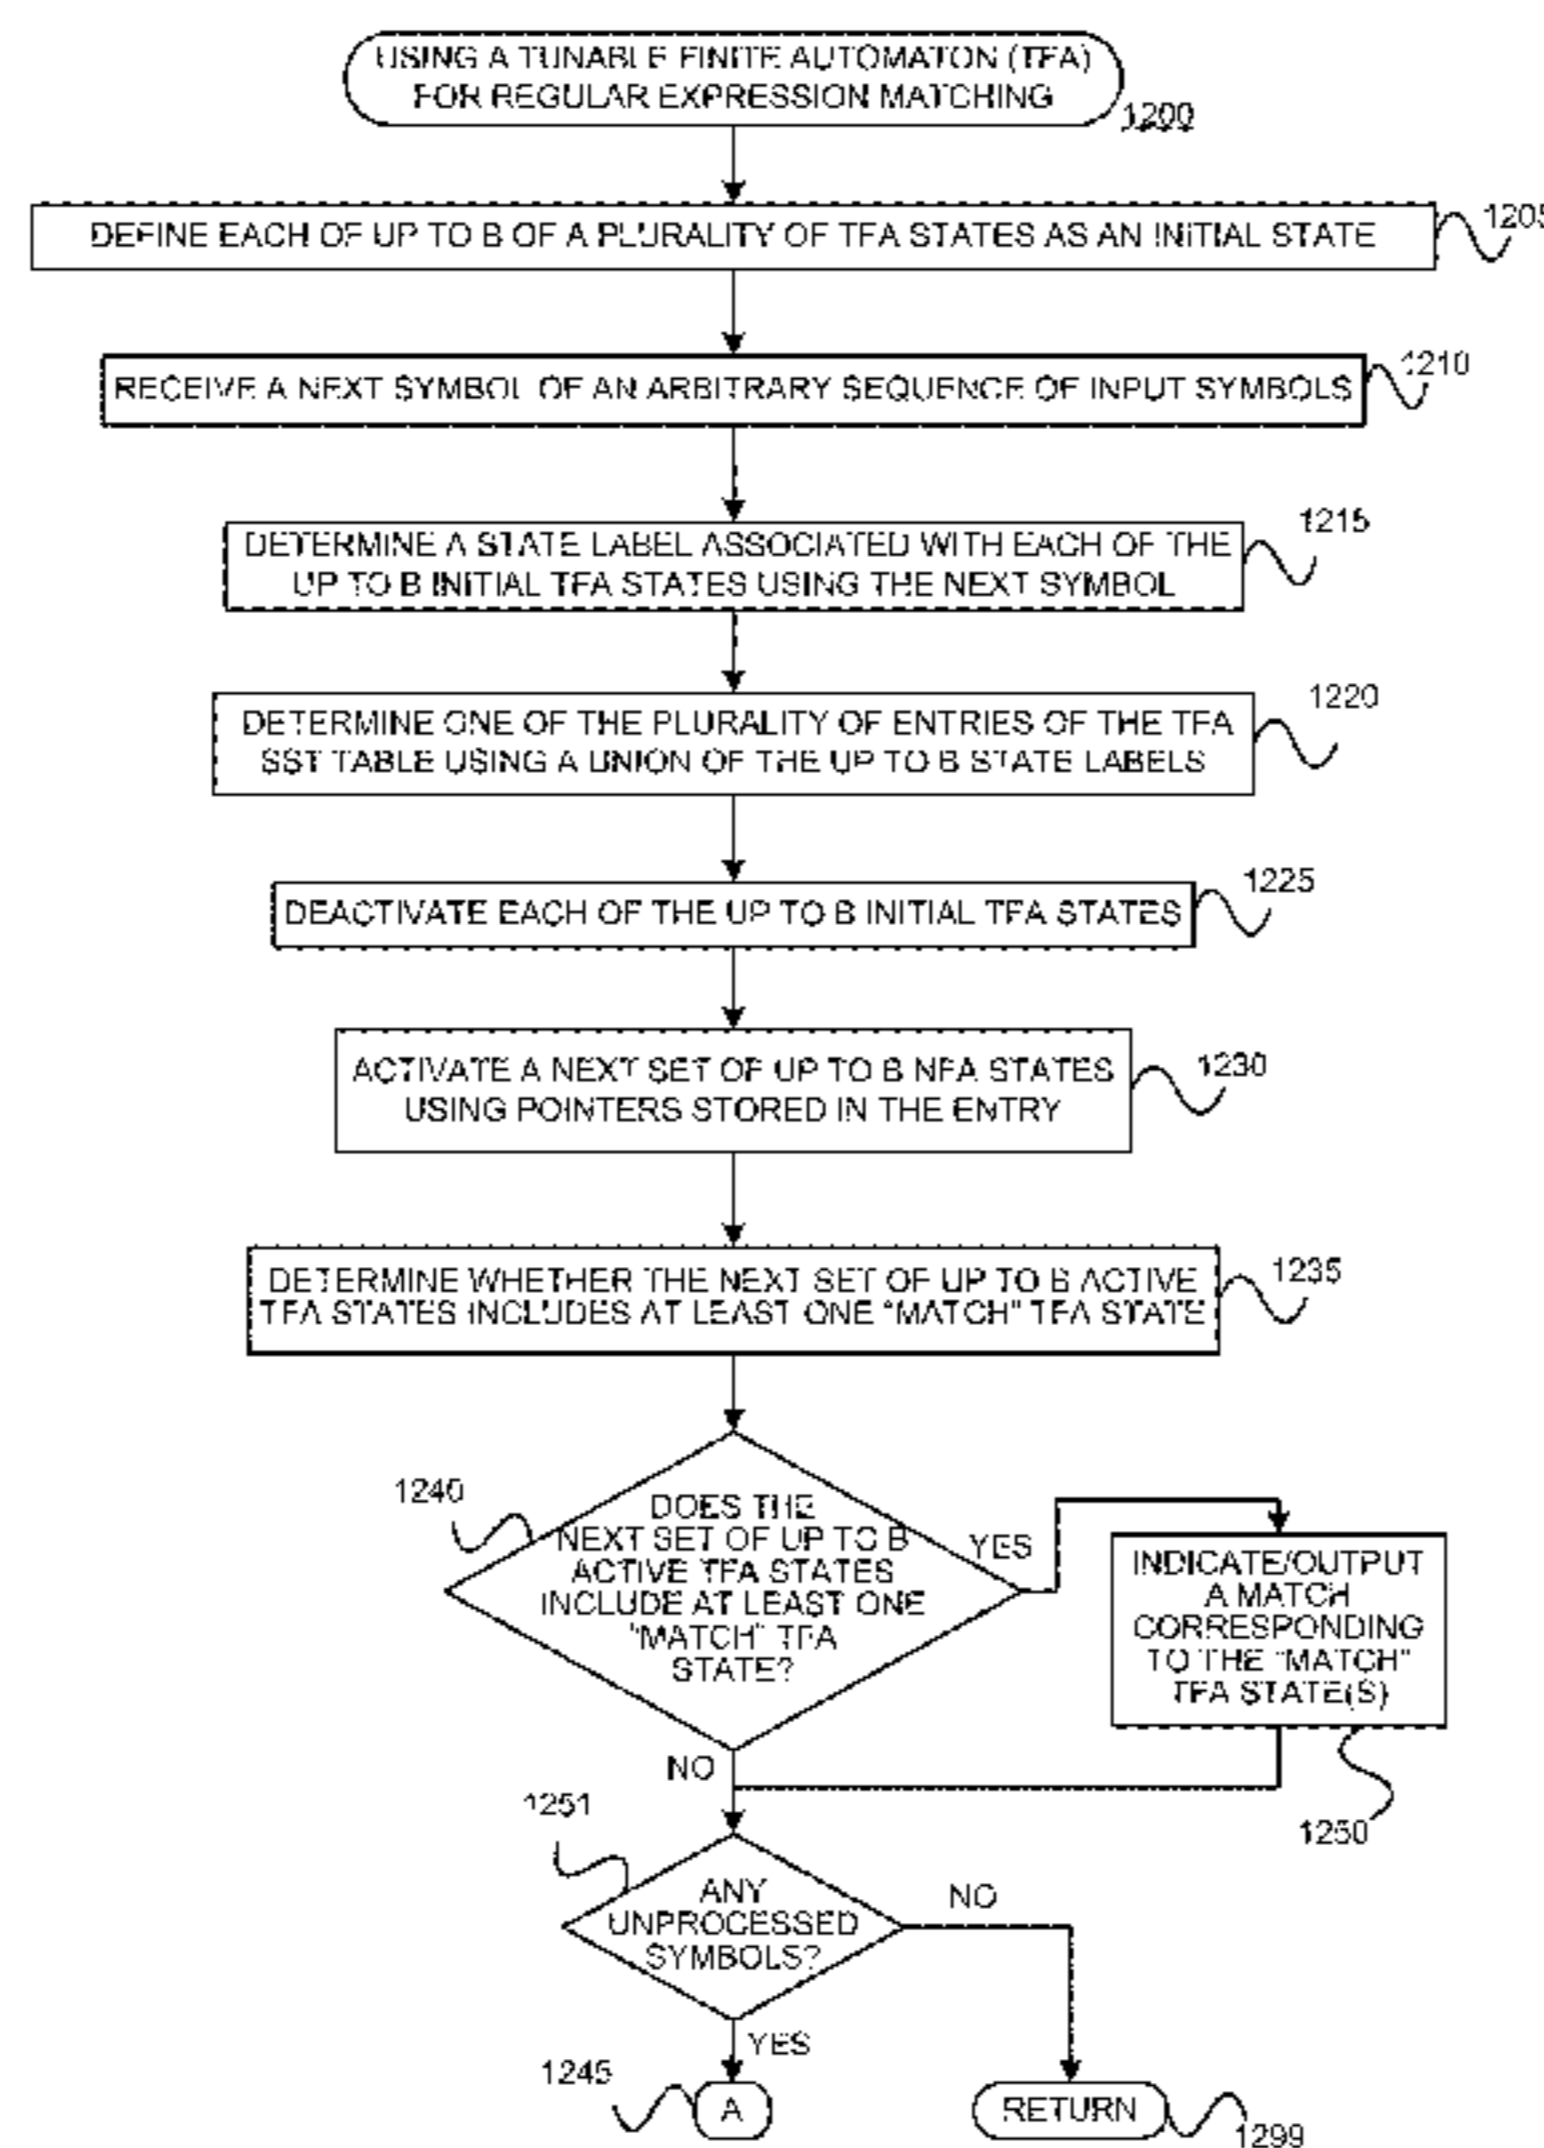 USING A TUNABLE FINITE AUTOMATON (TFA)
FOR REGULAR EXPRESSION MATCHING
1200
DEFINE EACH OF UP TO B OF A PLURALITY OF TFA STATES AS AN INITIAL STATE
1205
RECEIVE A NEXT SYMBOL OF AN ARBITRARY SEQUENCE OF INPUT SYMBOLS
1210
DETERMINE A STATE LABEL ASSOCIATED WITH EACH OF THE
UP TO B INITIAL TFA STATES USING THE NEXT SYMBOL
1215
DETERMINE ONE OF THE PLURALITY OF ENTRIES OF THE TFA
SST TABLE USING A UNION OF THE UP TO B STATE LABELS
1220
DEACTIVATE EACH OF THE UP TO B INITIAL TFA STATES
1225
ACTIVATE A NEXT SET OF UP TO B NFA STATES
USING POINTERS STORED IN THE ENTRY
1230
DETERMINE WHETHER THE NEXT SET OF UP TO B ACTIVE
TFA STATES INCLUDES AT LEAST ONE "MATCH" TFA STATE
1235
1240
DOES THE
NEXT SET OF UP TO B
ACTIVE TFA STATES
INCLUDE AT LEAST ONE
"MATCH" TFA
STATE?
YES
INDICATE/OUTPUT
A MATCH
CORRESPONDING
TO THE "MATCH"
TFA STATE(S)
1250
NO
1251
ANY
UNPROCESSED
SYMBOLS?
NO
YES
1245
A
RETURN
1299